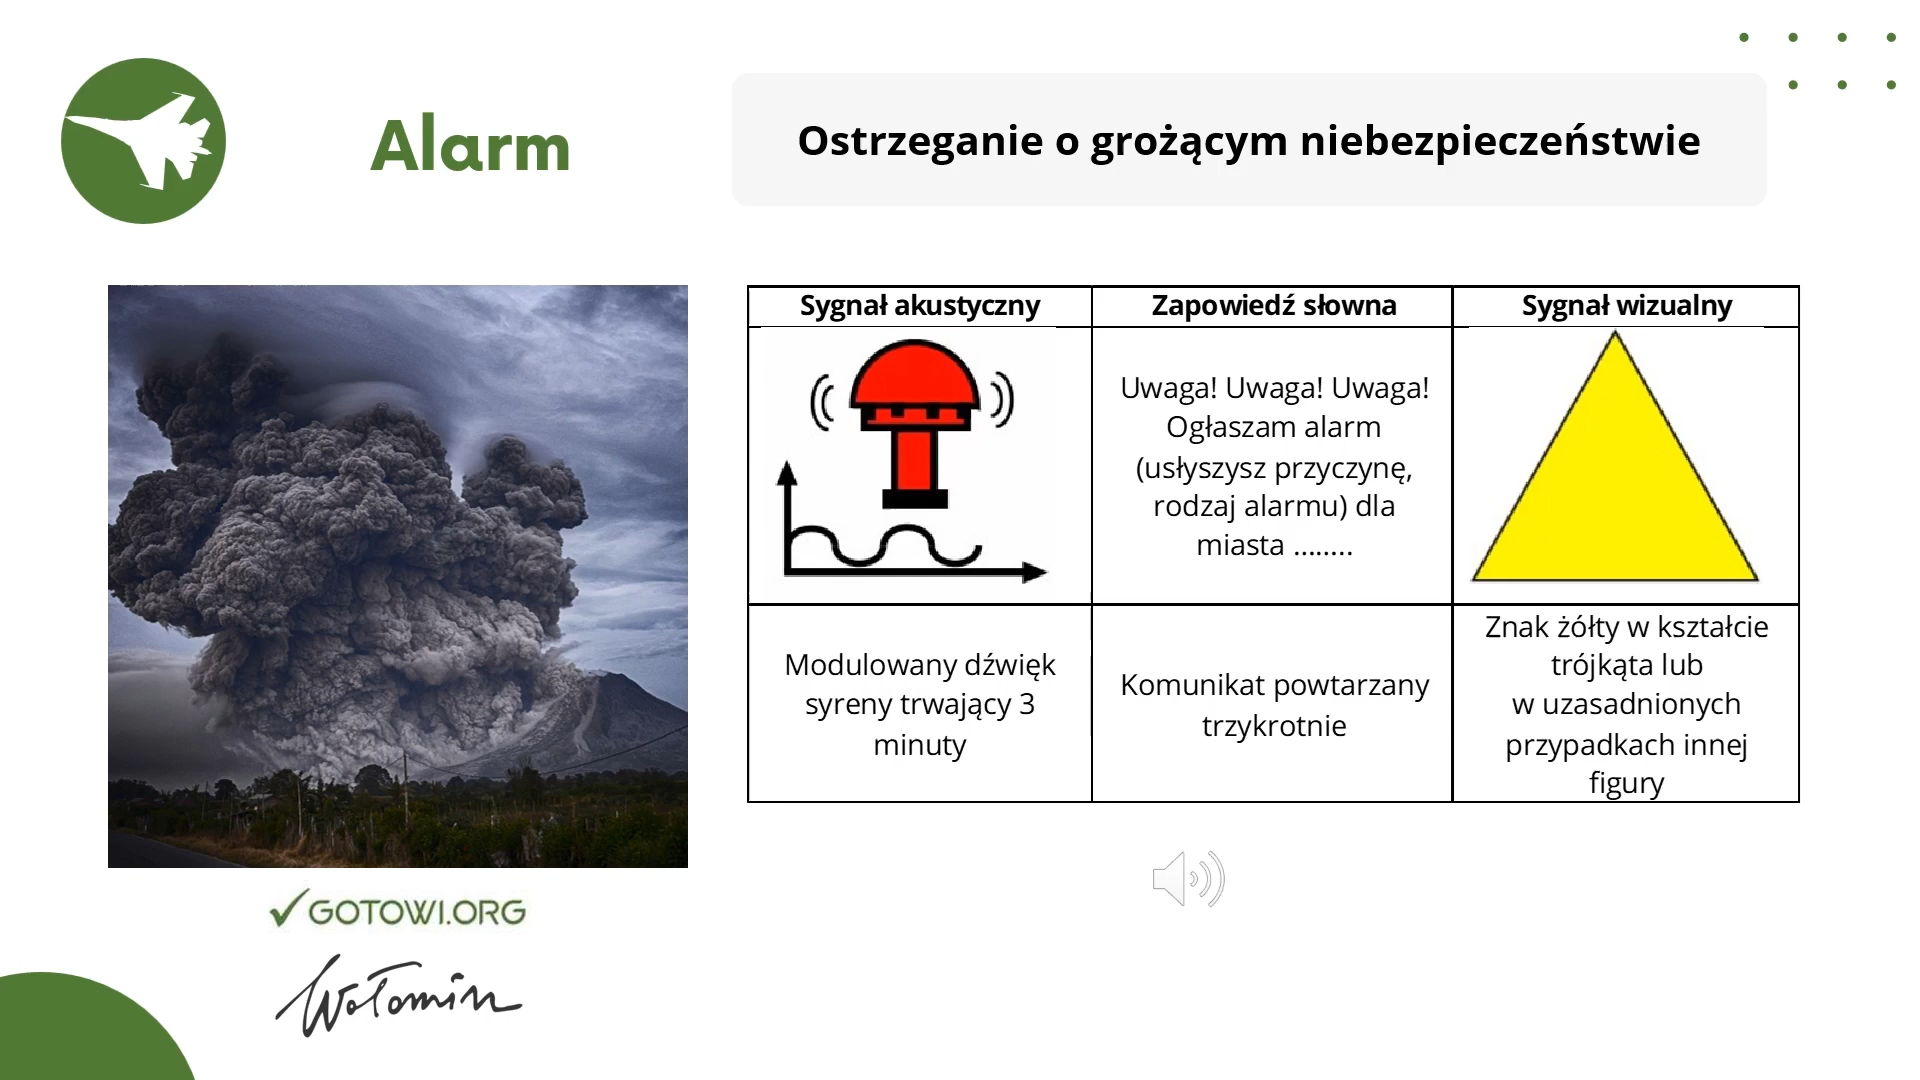 Alarm
Ostrzeganie o grożącym niebezpieczeństwie
Sygnał akustyczny
Zapowiedź słowna
Sygnał wizualny
Uwaga! Uwaga! Uwaga!
Ogłaszam alarm
(usłyszysz przyczynę,
rodzaj alarmu) dla
miasta ........
Modulowany dźwięk
syreny trwający 3
minuty
Komunikat powtarzany
trzykrotnie
Znak żółty w kształcie
trójkąta lub
w uzasadnionych
przypadkach innej
figury
GOTOWI.ORG
Wołomin